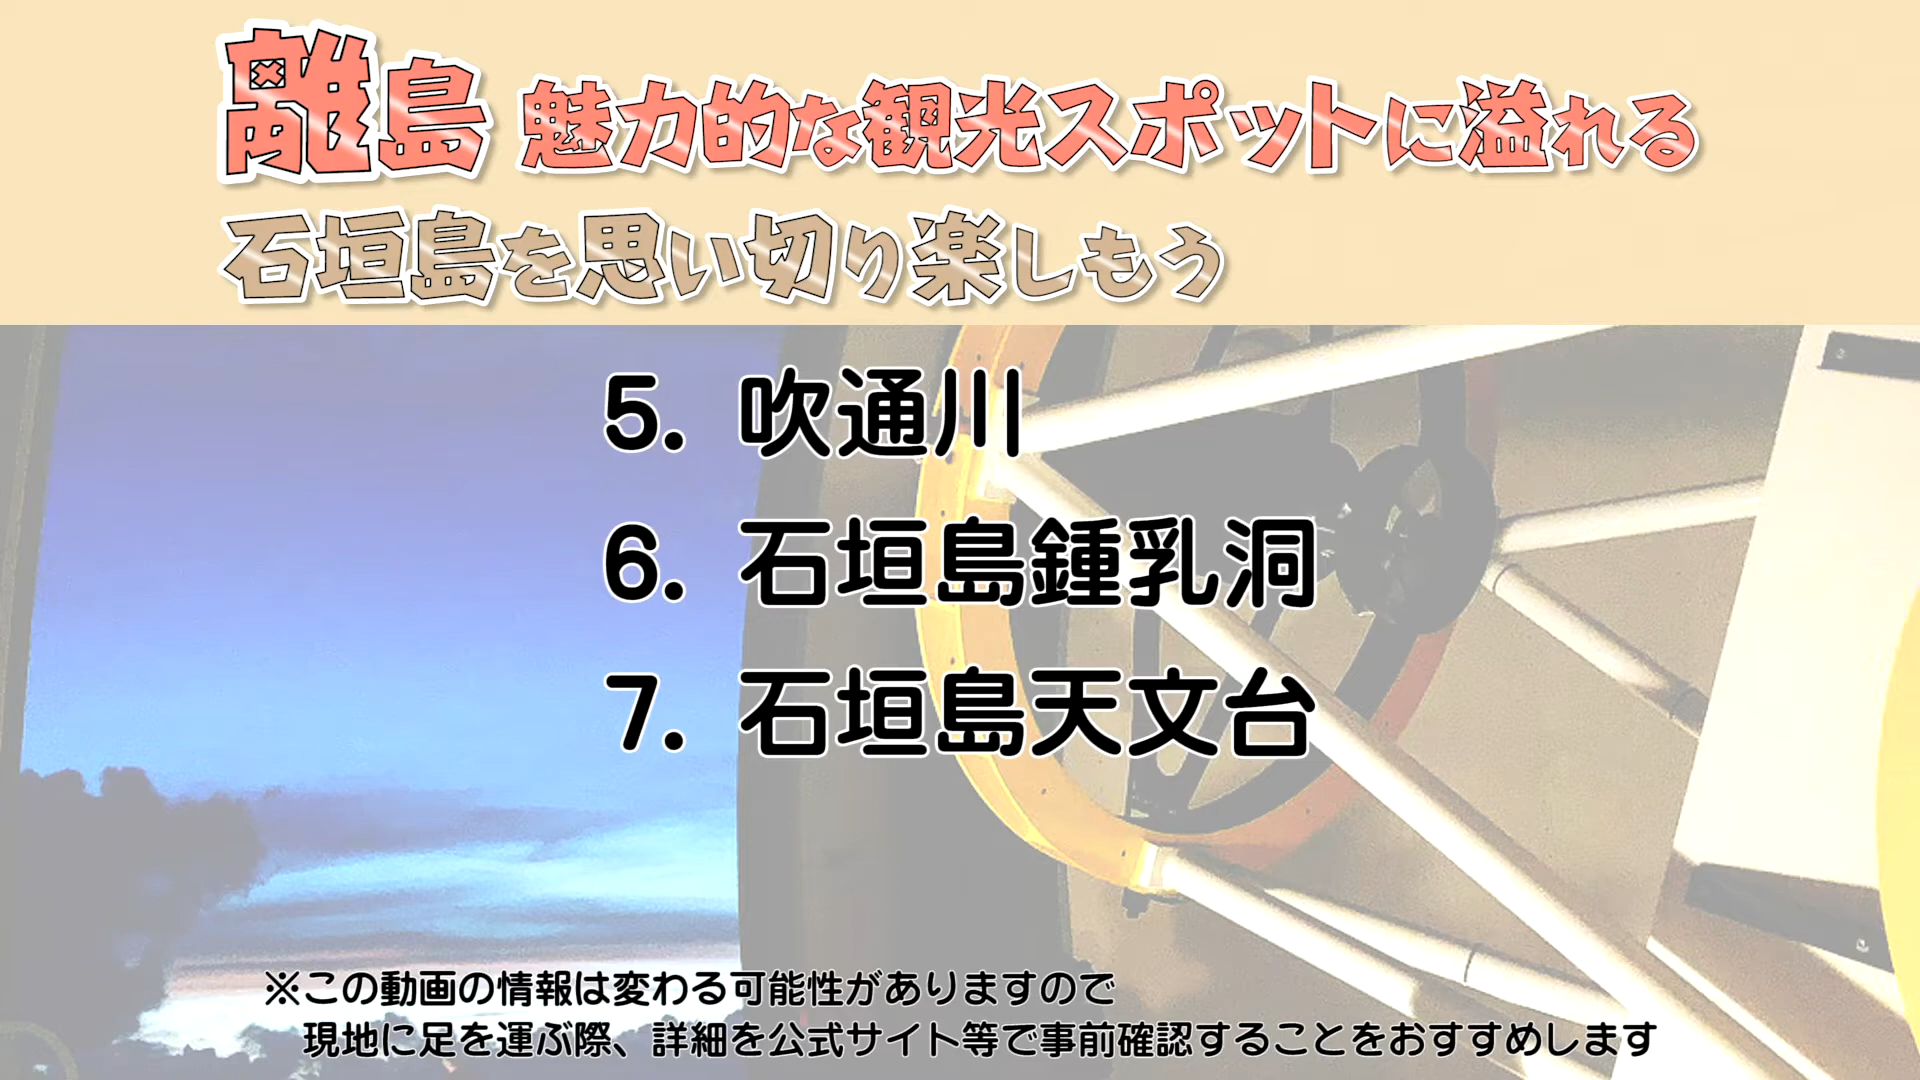 離島 魅力的な観光スポットに溢れる
石垣島を思い切り楽しもう
5. 吹通川
6. 石垣島鍾乳洞
7. 石垣島天文台
※この動画の情報は変わる可能性がありますので
現地に足を運ぶ際、詳細を公式サイト等で事前確認することをおすすめします